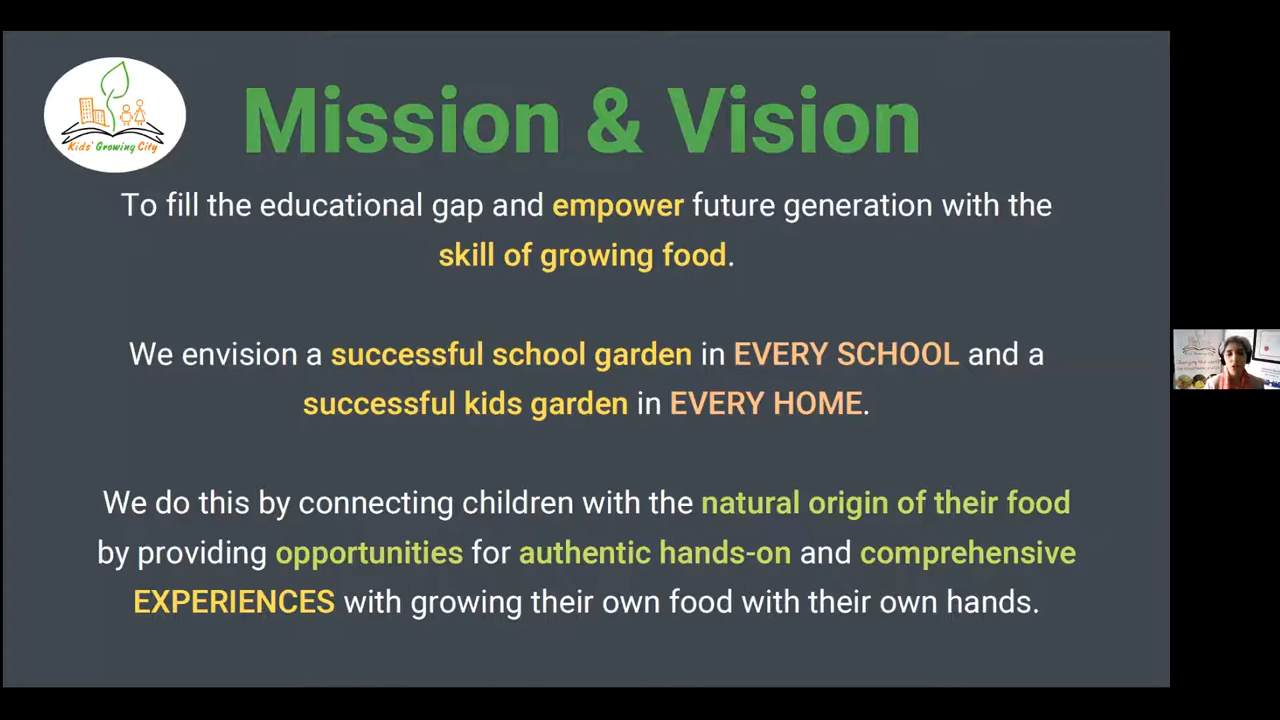 Kids' Growing City
Mission & Vision
To fill the educational gap and empower future generation with the
skill of growing food.
We envision a successful school garden in EVERY SCHOOL and a
successful kids garden in EVERY HOME.
We do this by connecting children with the natural origin of their food
by providing opportunities for authentic hands-on and comprehensive
EXPERIENCES with growing their own food with their own hands.